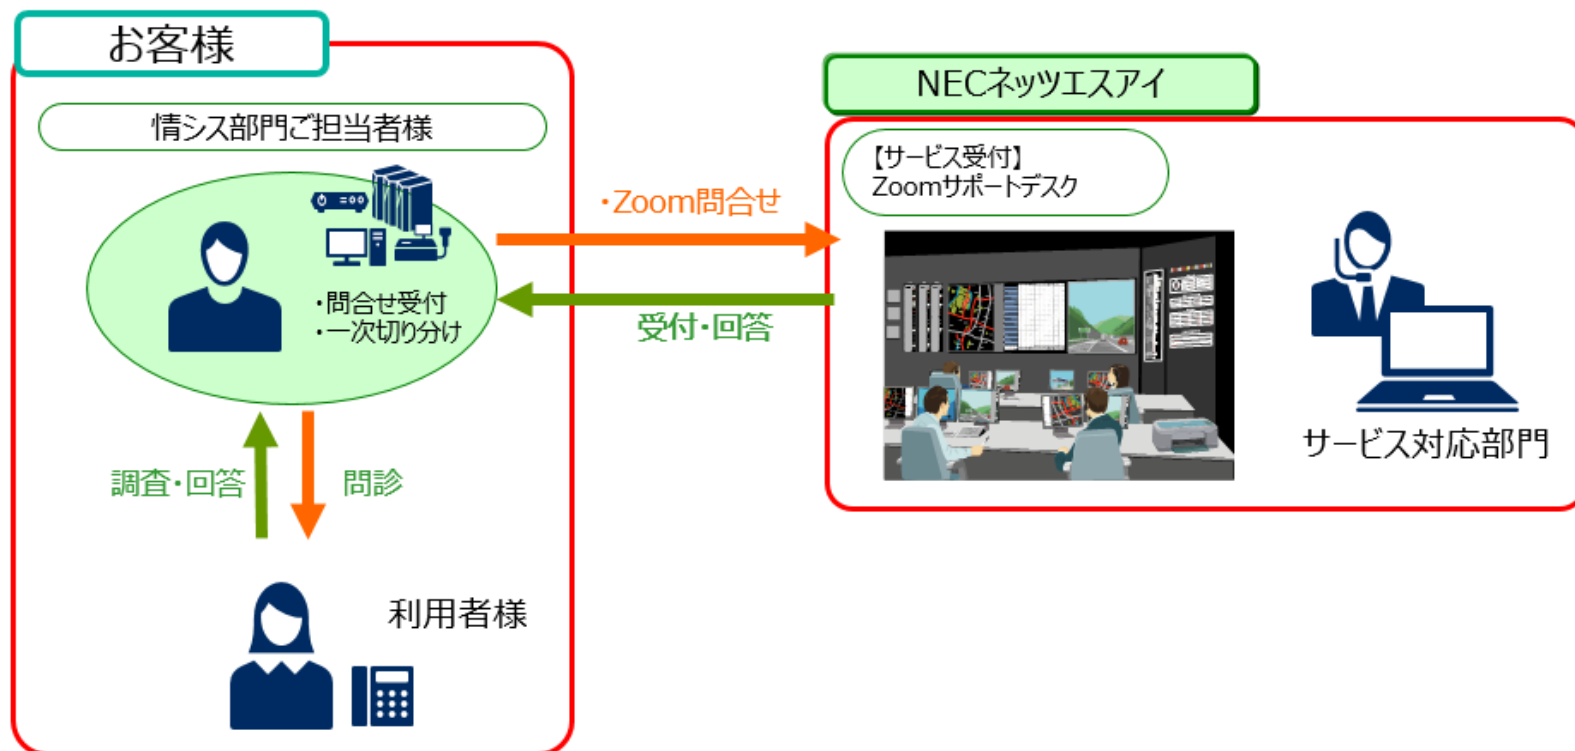 お客様
情シス部門ご担当者様
・問合せ受付
・一次切り分け
調査・回答
問診
利用者様
・Zoom問合せ
受付・回答
NECネッツエスアイ
【サービス受付】
Zoomサポートデスク
サービス対応部門